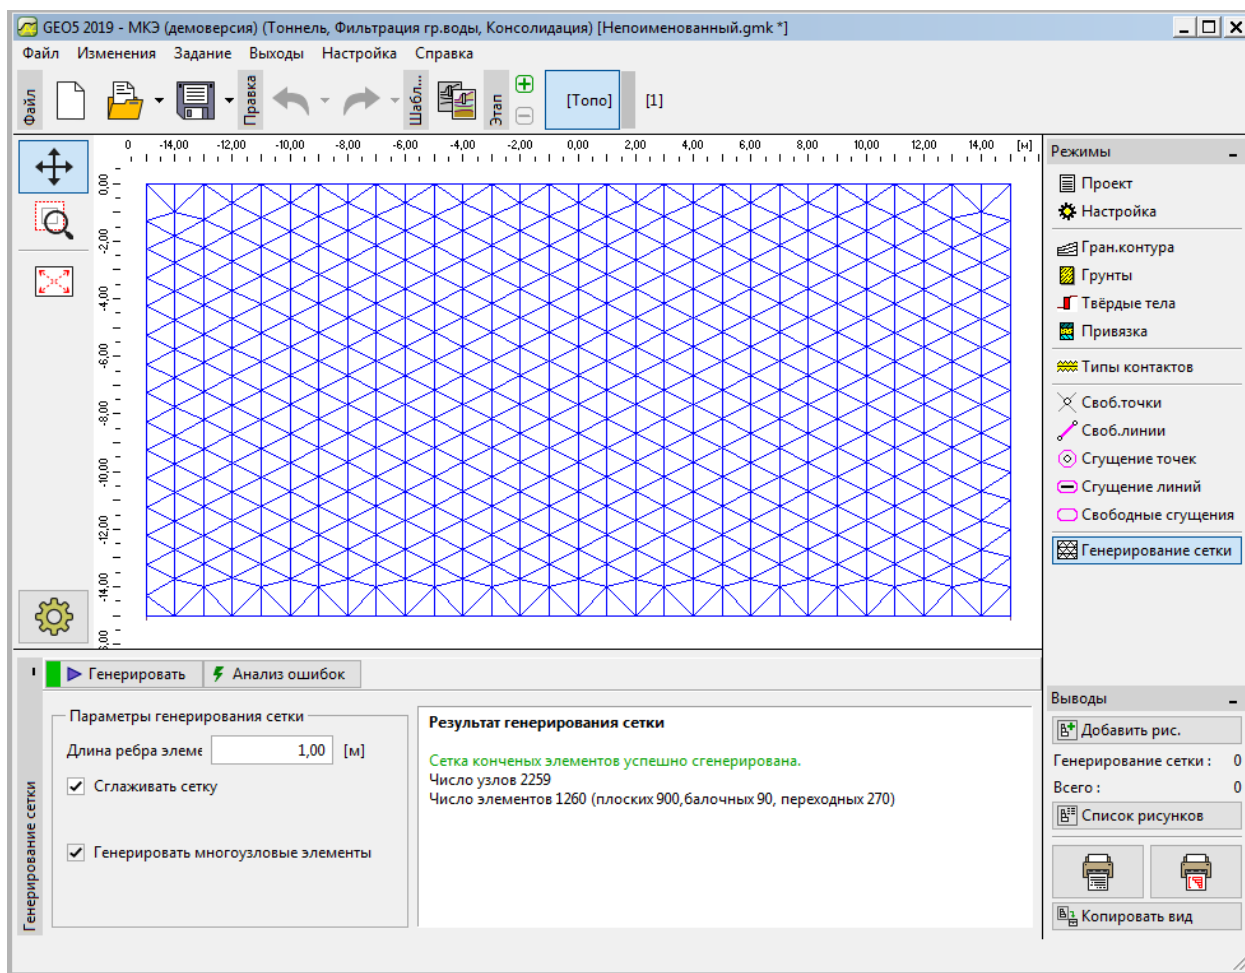 GEO5 2019 - МКЭ (демоверсия) (Тоннель, Фильтрация гр.воды, Консолидация) [Непоименованный.gmk *]
Файл Изменения Задание Выходы Настройка Справка
Файл
Правка
Шабл...
Этап
[Топо]
[1]
0 -14,00 -12,00 -10,00 -8,00 -6,00 -4,00 -2,00 0,00 2,00 4,00 6,00 8,00 10,00 12,00 14,00 [м]
0,00
-2,00
-4,00
-6,00
-8,00
-10,00
-12,00
-14,00
6,00
Режимы
Проект
Настройка
Гран.контура
Грунты
Твёрдые тела
Привязка
Типы контактов
Своб.точки
Своб.линии
Сгущение точек
Сгущение линий
Свободные сгущения
Генерирование сетки
Генерировать Анализ ошибок
Генерирование сетки
Параметры генерирования сетки
Длина ребра элеме 1,00 [м]
Сглаживать сетку
Генерировать многоузловые элементы
Результат генерирования сетки
Сетка конченых элементов успешно сгенерирована.
Число узлов 2259
Число элементов 1260 (плоских 900,балочных 90, переходных 270)
Выводы
Добавить рис.
Генерирование сетки : 0
Всего : 0
Список рисунков
Копировать вид